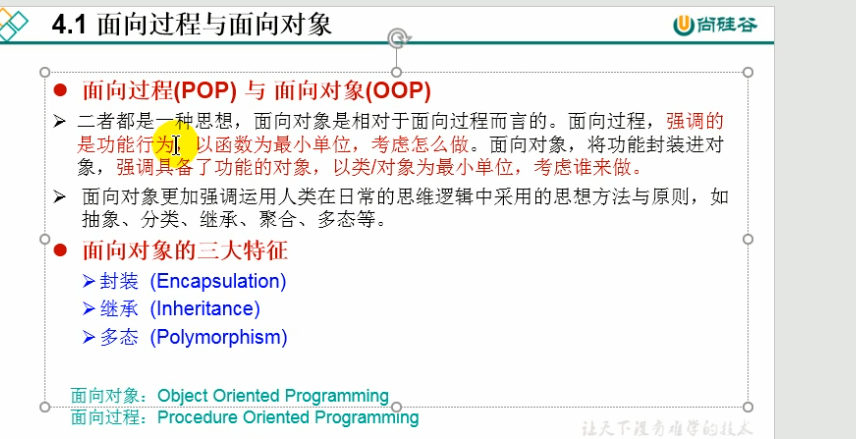 4.1 面向过程与面向对象
尚硅谷
面向过程(POP) 与 面向对象(OOP)
二者都是一种思想，面向对象是相对于面向过程而言的。面向过程，强调的
是功能行为，以函数为最小单位，考虑怎么做。面向对象，将功能封装进对
象，强调具备了功能的对象，以类/对象为最小单位，考虑谁来做。
面向对象更加强调运用人类在日常的思维逻辑中采用的思想方法与原则，如
抽象、分类、继承、聚合、多态等。
面向对象的三大特征
封装 (Encapsulation)
继承 (Inheritance)
多态 (Polymorphism)
面向对象：Object Oriented Programming
面向过程：Procedure Oriented Programming
让天下没有难学的技术